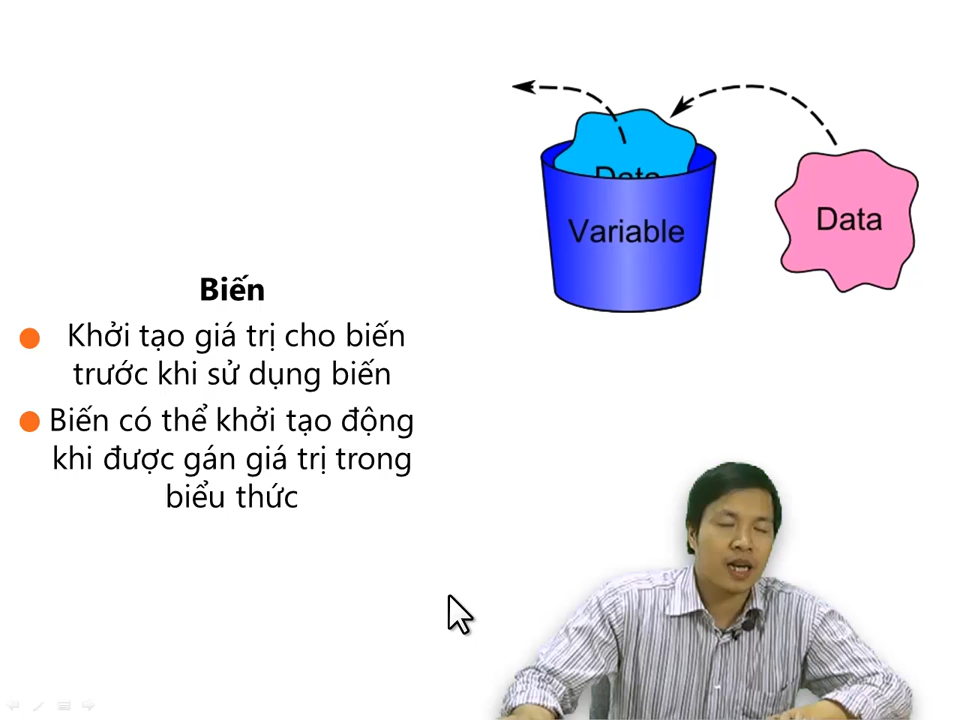 Data
Variable
Data
Biến
Khởi tạo giá trị cho biến
trước khi sử dụng biến
Biến có thể khởi tạo động
khi được gán giá trị trong
biểu thức